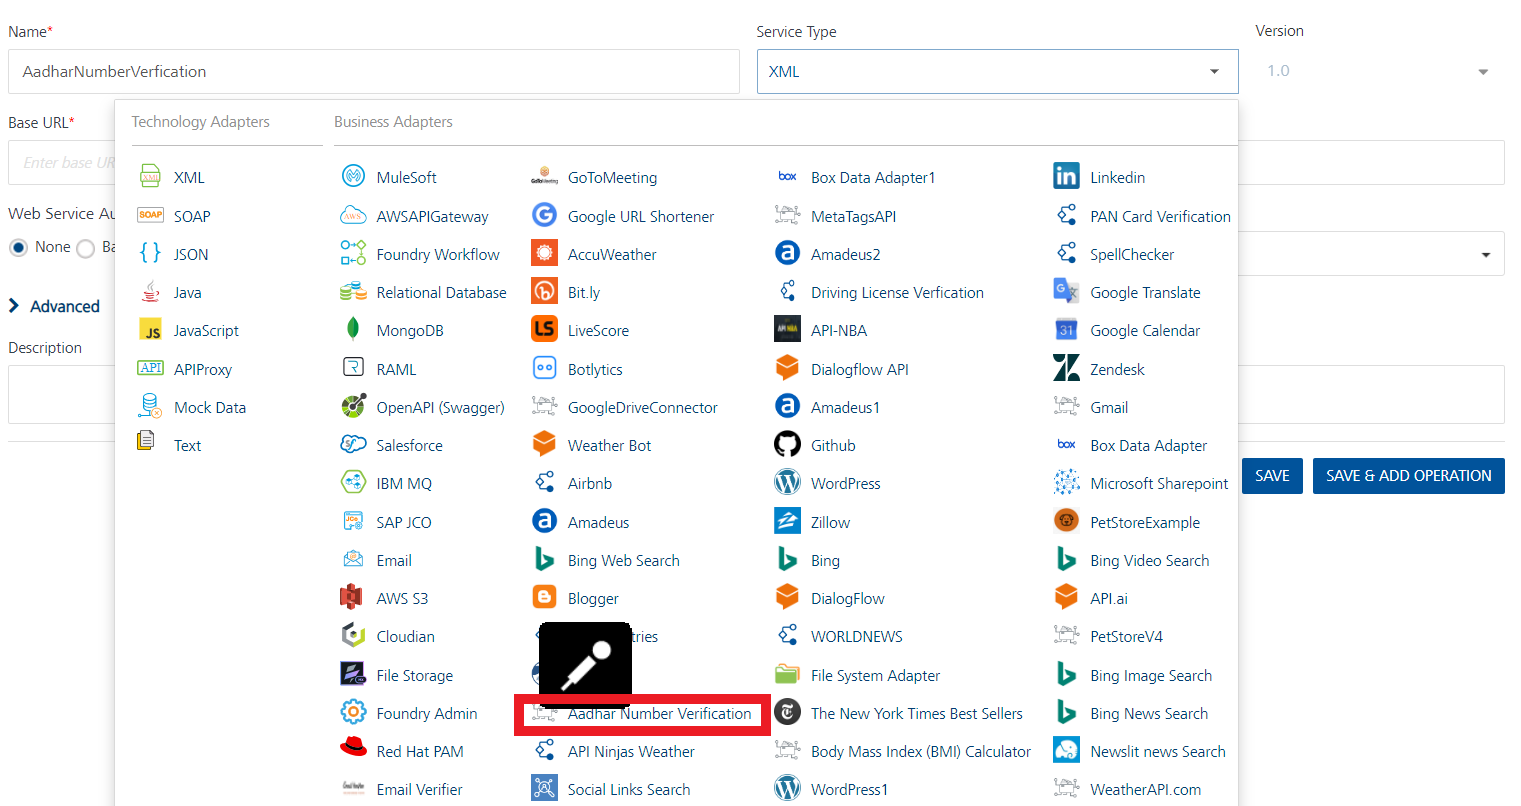 Name*
Service Type
Version
AadharNumberVerfication
XML
1.0
Base URL*
Technology Adapters
Business Adapters
Enter base UR
Web Service Au
None
Ba
Advanced
Description
XML
SOAP
JSON
Java
JavaScript
APIProxy
Mock Data
Text
MuleSoft
AWSAPIGateway
Foundry Workflow
Relational Database
MongoDB
RAML
OpenAPI (Swagger)
Salesforce
IBM MQ
SAP JCO
Email
AWS S3
Cloudian
File Storage
Foundry Admin
Red Hat PAM
Email Verifier
GoToMeeting
Google URL Shortener
AccuWeather
Bit.ly
LiveScore
Botlytics
GoogleDriveConnector
Weather Bot
Airbnb
Amadeus
Bing Web Search
Blogger
tries
Aadhar Number Verification
API Ninjas Weather
Social Links Search
Box Data Adapter1
MetaTagsAPI
Amadeus2
Driving License Verfication
API-NBA
Dialogflow API
Amadeus1
Github
WordPress
Zillow
Bing
DialogFlow
WORLDNEWS
File System Adapter
The New York Times Best Sellers
Body Mass Index (BMI) Calculator
WordPress1
Linkedin
PAN Card Verification
SpellChecker
Google Translate
Google Calendar
Zendesk
Gmail
Box Data Adapter
Microsoft Sharepoint
PetStoreExample
Bing Video Search
API.ai
PetStoreV4
Bing Image Search
Bing News Search
Newslit news Search
WeatherAPI.com
SAVE
SAVE & ADD OPERATION